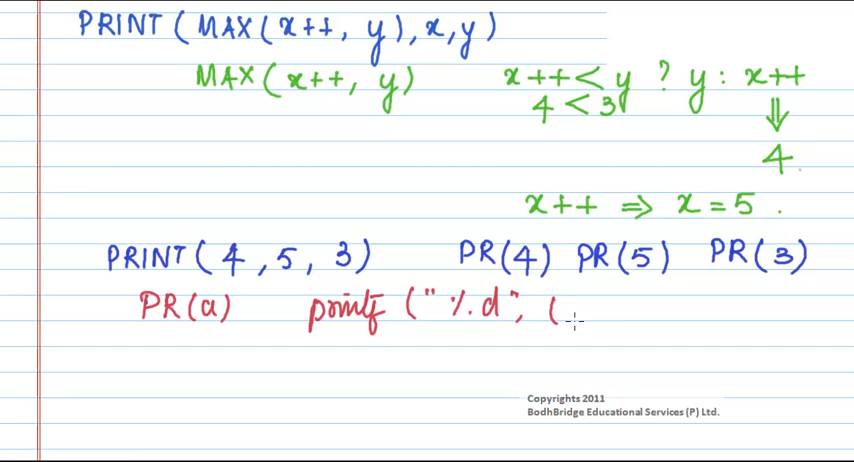 PRINT (MAX (x++, y), x, y)
MAX (x++, y) x++ < y ? y : x++
4 < 3
⇓
4.
x++ ⇒ x = 5 .
PRINT (4, 5, 3) PR(4) PR(5) PR(3)
PR(a) printf (" %d", (
Copyrights 2011
BodhBridge Educational Services (P) Ltd.